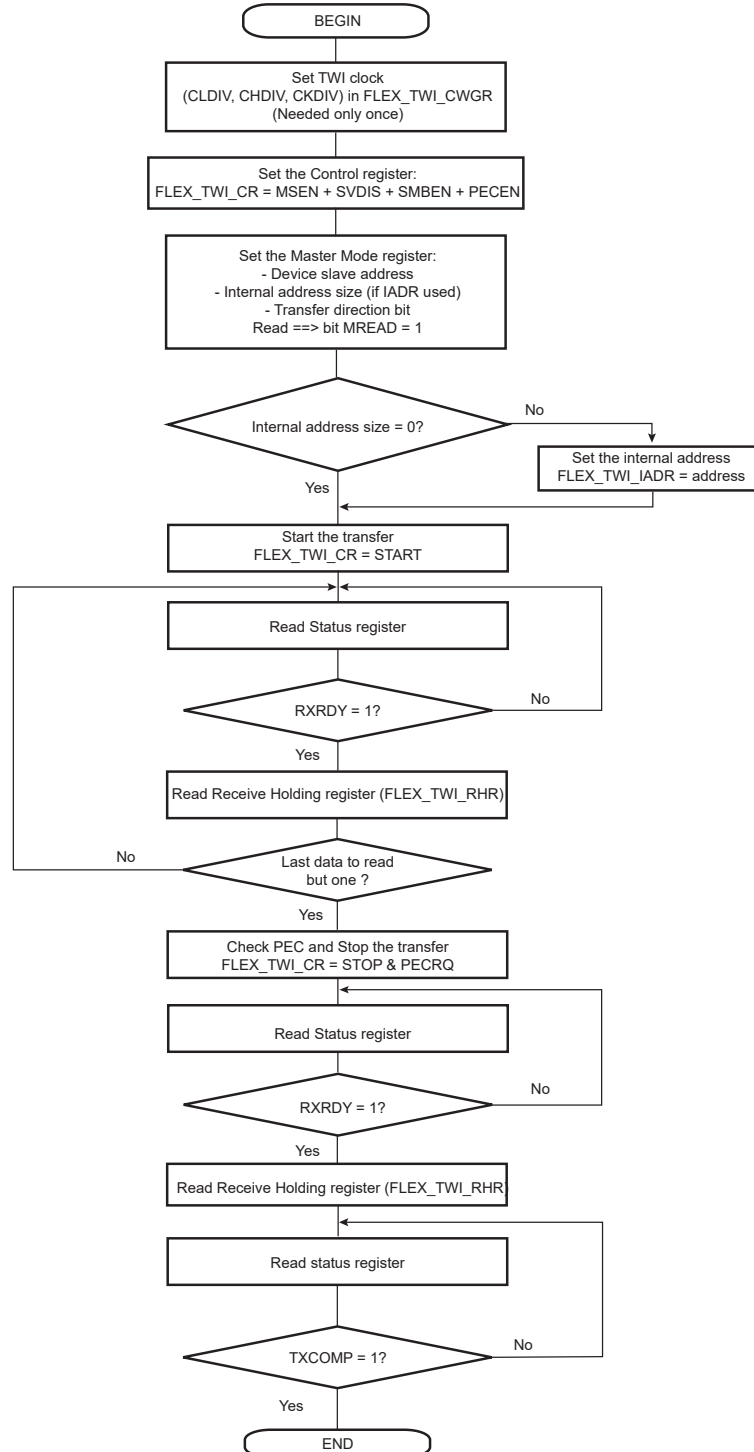 BEGIN
Set TWI clock
(CLDIV, CHDIV, CKDIV) in FLEX_TWI_CWGR
(Needed only once)
Set the Control register:
FLEX_TWI_CR = MSEN + SVDIS + SMBEN + PECEN
Set the Master Mode register:
- Device slave address
- Internal address size (if IADR used)
- Transfer direction bit
Read ==> bit MREAD = 1
Internal address size = 0?
No
Set the internal address
FLEX_TWI_IADR = address
Yes
Start the transfer
FLEX_TWI_CR = START
Read Status register
RXRDY = 1?
No
Yes
Read Receive Holding register (FLEX_TWI_RHR)
Last data to read
but one ?
No
Yes
Check PEC and Stop the transfer
FLEX_TWI_CR = STOP & PECRQ
Read Status register
RXRDY = 1?
No
Yes
Read Receive Holding register (FLEX_TWI_RHR)
Read status register
TXCOMP = 1?
No
Yes
END